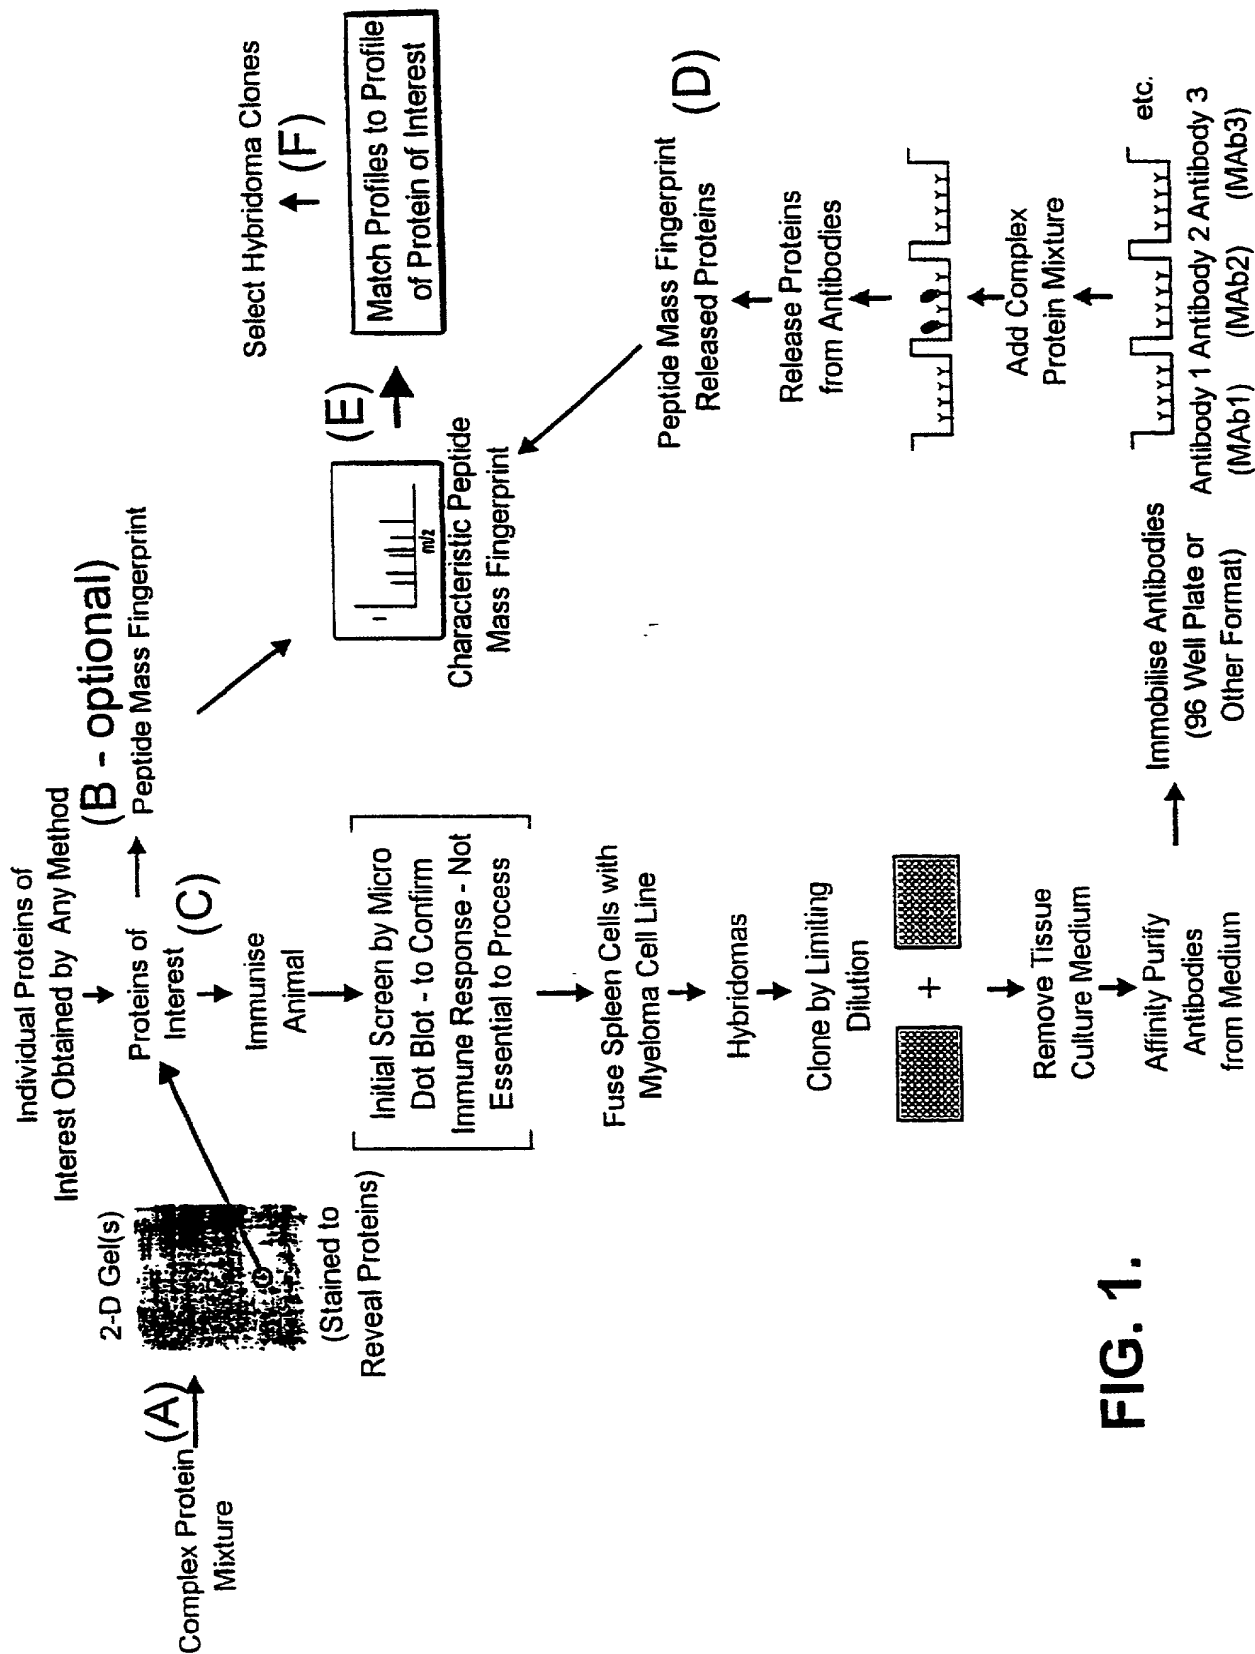 Individual Proteins of
Interest Obtained by Any Method
2-D Gel(s)
(A)
Complex Protein
Mixture
(Stained to
Reveal Proteins)
Proteins of
Interest
(B - optional)
Peptide Mass Fingerprint
(C)
Immunise
Animal
Initial Screen by Micro
Dot Blot - to Confirm
Immune Response - Not
Essential to Process
Fuse Spleen Cells with
Myeloma Cell Line
Hybridomas
Clone by Limiting
Dilution
+
Remove Tissue
Culture Medium
Affinity Purify
Antibodies
from Medium
Immobilise Antibodies
(96 Well Plate or
Other Format)
Antibody 1 Antibody 2 Antibody 3
(MAb1) (MAb2) (MAb3)
etc.
Add Complex
Protein Mixture
Release Proteins
from Antibodies
Peptide Mass Fingerprint
Released Proteins
(D)
m/z
Characteristic Peptide
Mass Fingerprint
(E)
Match Profiles to Profile
of Protein of Interest
(F)
Select Hybridoma Clones
FIG. 1.